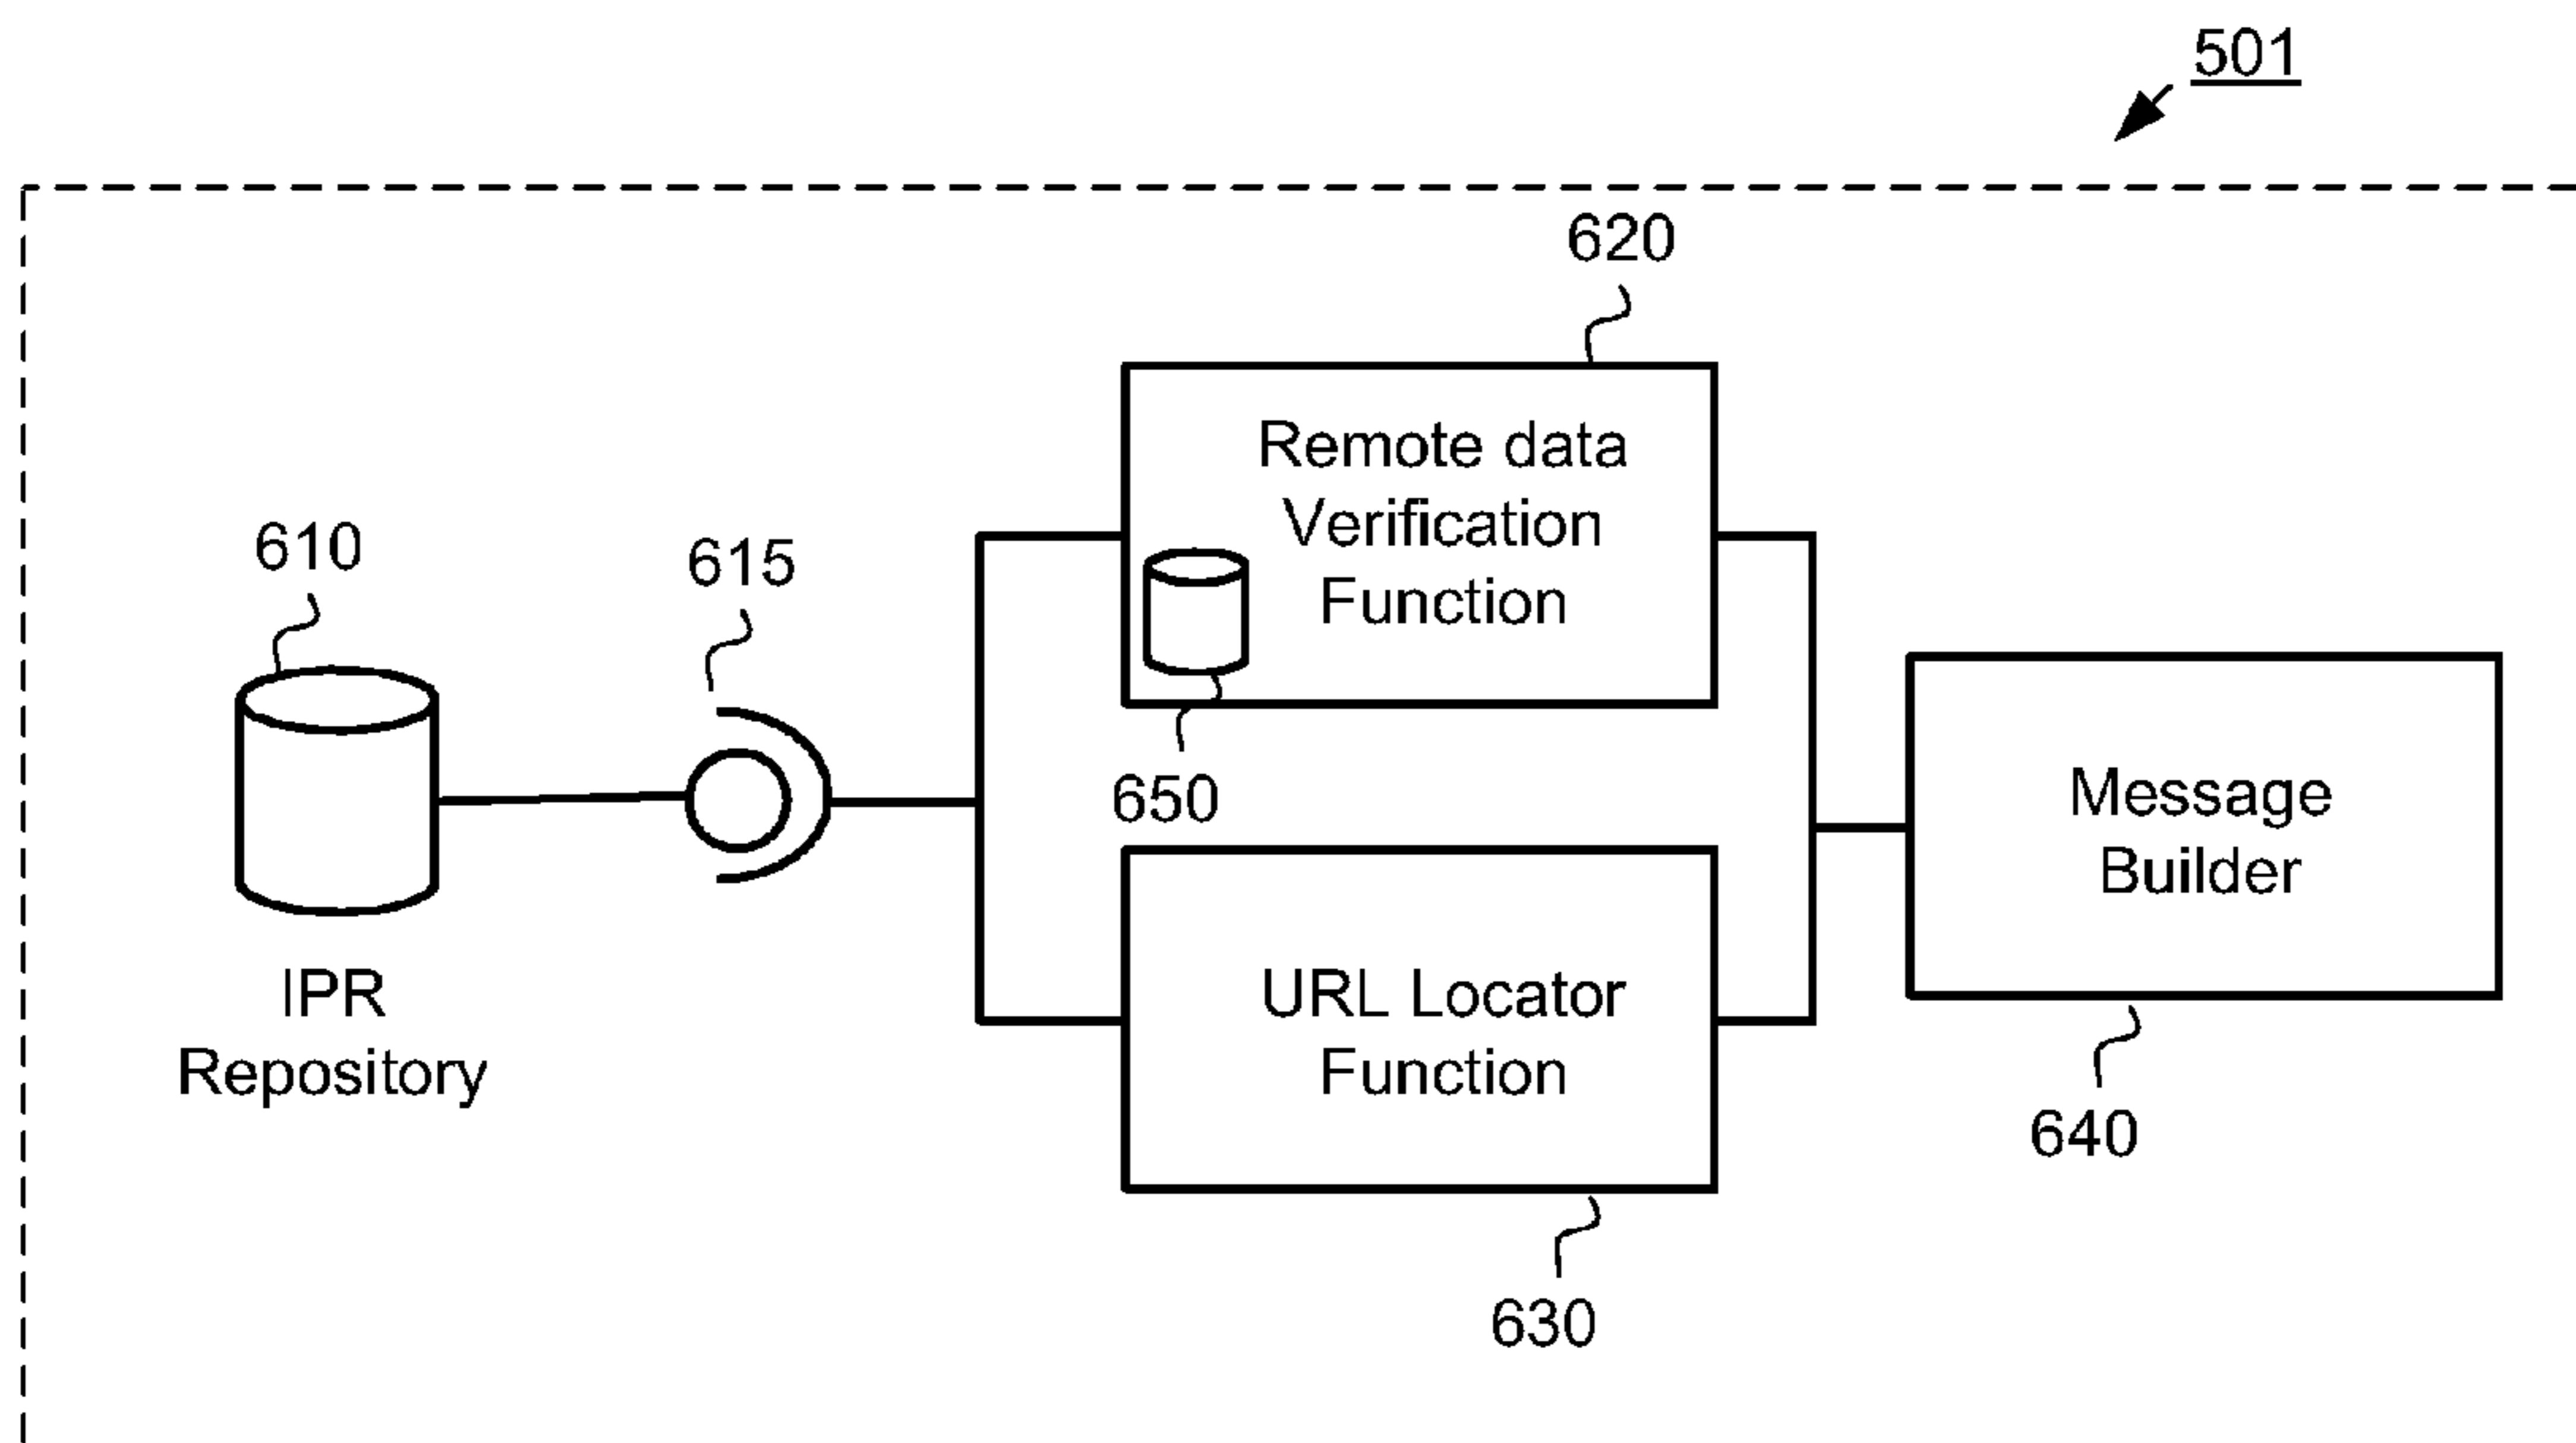 501
620
Remote data
Verification
Function
610
615
650
Message
Builder
IPR
Repository
URL Locator
Function
640
630